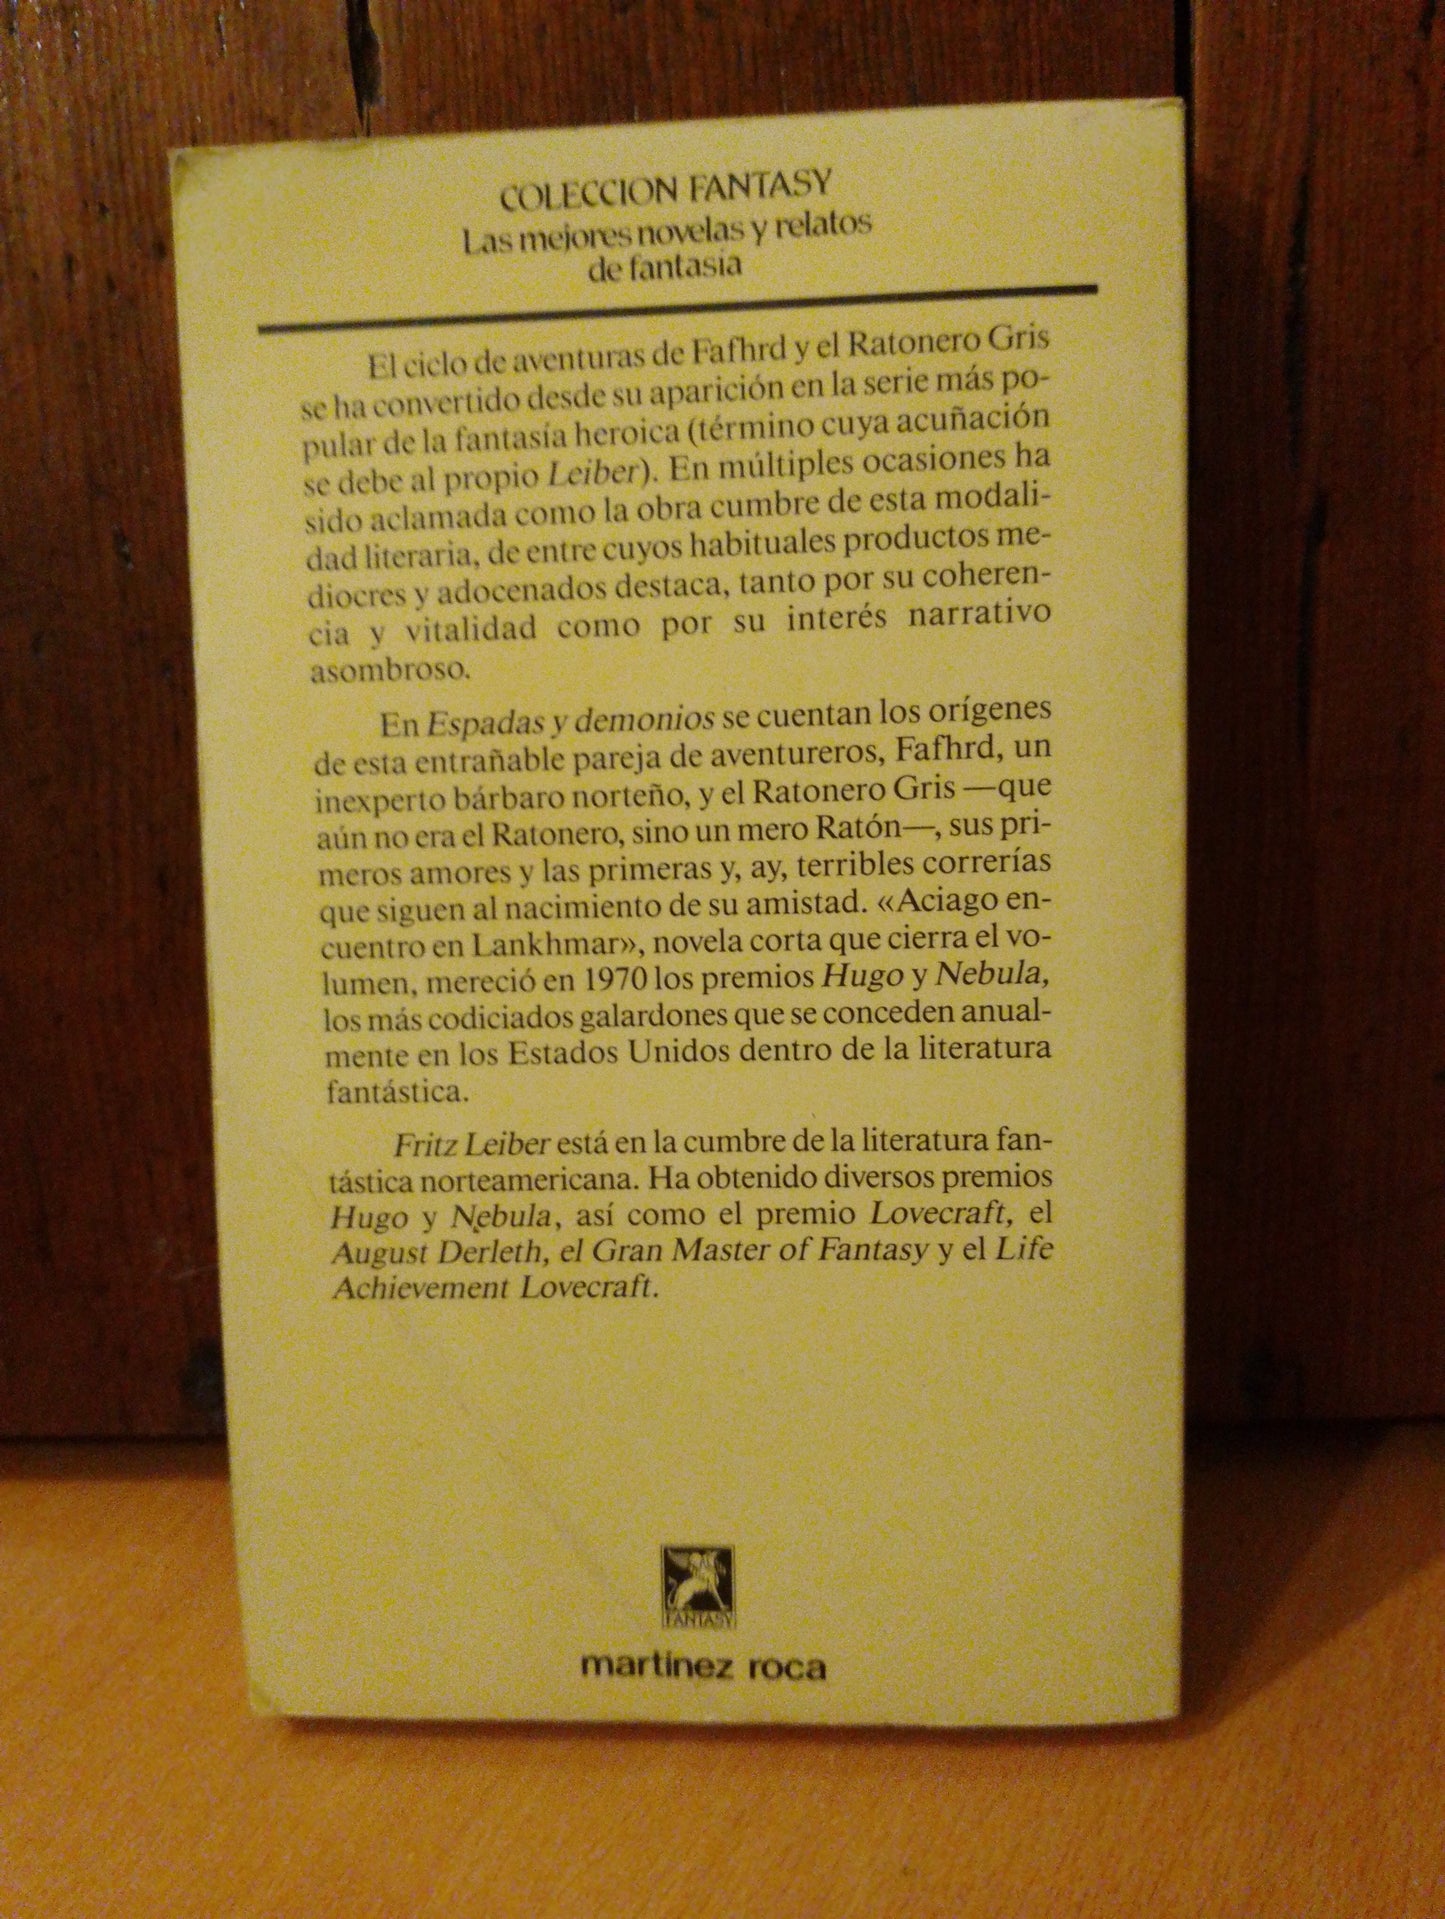 COLECCION FANTASY
Las mejores novelas y relatos
de fantasía
El ciclo de aventuras de Fafhrd y el Ratonero Gris
se ha convertido desde su aparición en la serie más po-
pular de la fantasía heroica (término cuya acuñación
se debe al propio Leiber). En múltiples ocasiones ha
sido aclamada como la obra cumbre de esta modali-
dad literaria, de entre cuyos habituales productos me-
diocres y adocenados destaca, tanto por su coheren-
cia y vitalidad como por su interés narrativo
asombroso.
En Espadas y demonios se cuentan los orígenes
de esta entrañable pareja de aventureros, Fafhrd, un
inexperto bárbaro norteño, y el Ratonero Gris —que
aún no era el Ratonero, sino un mero Ratón—, sus pri-
meros amores y las primeras y, ay, terribles correrías
que siguen al nacimiento de su amistad. «Aciago en-
cuentro en Lankhmar», novela corta que cierra el vo-
lumen, mereció en 1970 los premios Hugo y Nebula,
los más codiciados galardones que se conceden anual-
mente en los Estados Unidos dentro de la literatura
fantástica.
Fritz Leiber está en la cumbre de la literatura fan-
tástica norteamericana. Ha obtenido diversos premios
Hugo y Nebula, así como el premio Lovecraft, el
August Derleth, el Gran Master of Fantasy y el Life
Achievement Lovecraft.
FANTASY
martínez roca